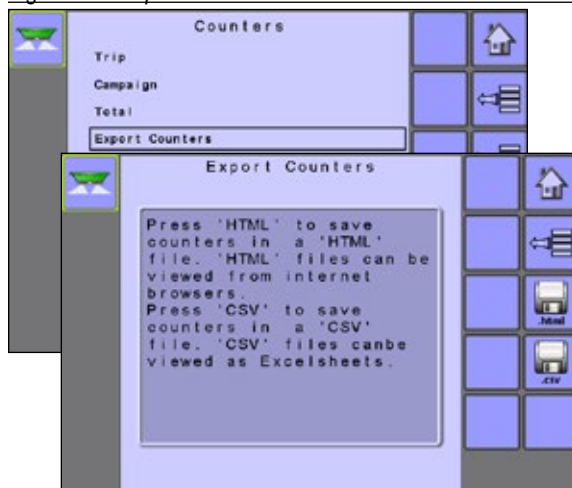 Counters
Trip
Campaign
Total
Export Counters
Export Counters
Press 'HTML' to save
counters in a 'HTML'
file. 'HTML' files can be
viewed from internet
browsers.
Press 'CSV' to save
counters in a 'CSV'
file. 'CSV' files canbe
viewed as Excelsheets.
.html
.csv